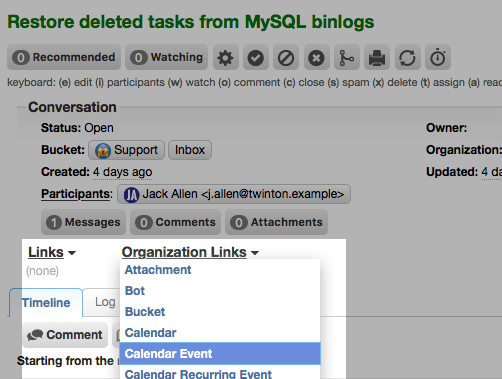 Restore deleted tasks from MySQL binlogs
0 Recommended 0 Watching
keyboard: (e) edit (i) participants (w) watch (o) comment (c) close (s) spam (x) delete (t) assign (a) read
Conversation
Status: Open Owner:
Bucket: Support Inbox Organization:
Created: 4 days ago Updated: 4 da
Participants: JA Jack Allen <j.allen@twinton.example>
1 Messages 0 Comments 0 Attachments
Links Organization Links
(none) Attachment
Bot
Bucket
Calendar
Calendar Event
Calendar Recurring Event
Timeline Log
Comment
Starting from the